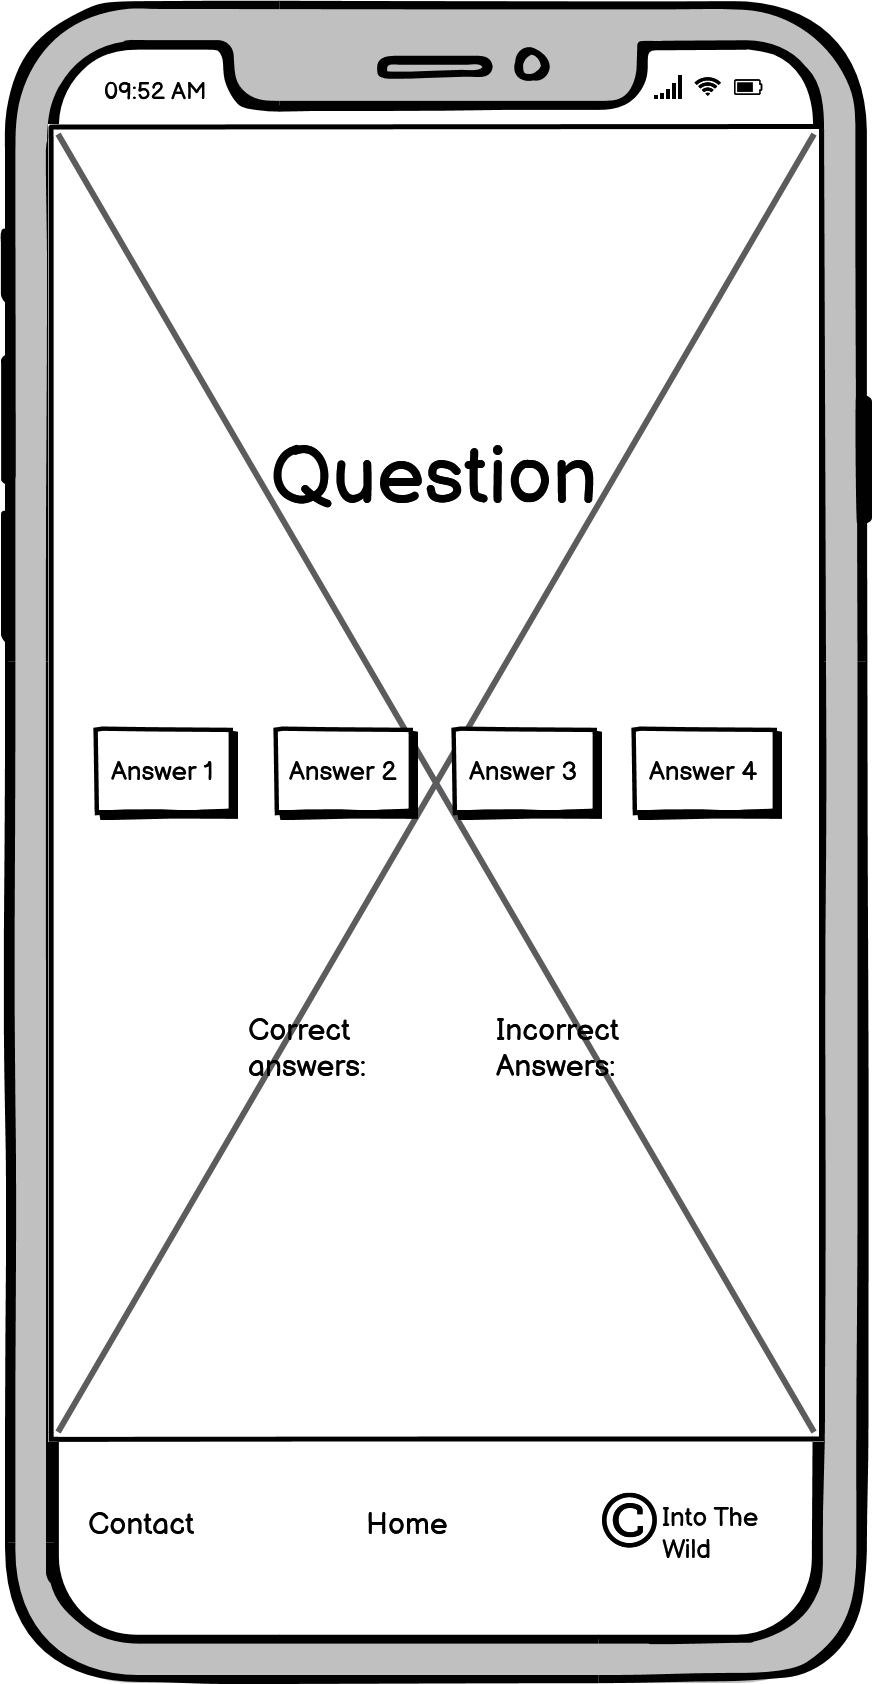 09:52 AM
Question
Answer 1
Answer 2
Answer 3
Answer 4
Correct
answers:
Incorrect
Answers:
Contact
Home
© Into The
Wild